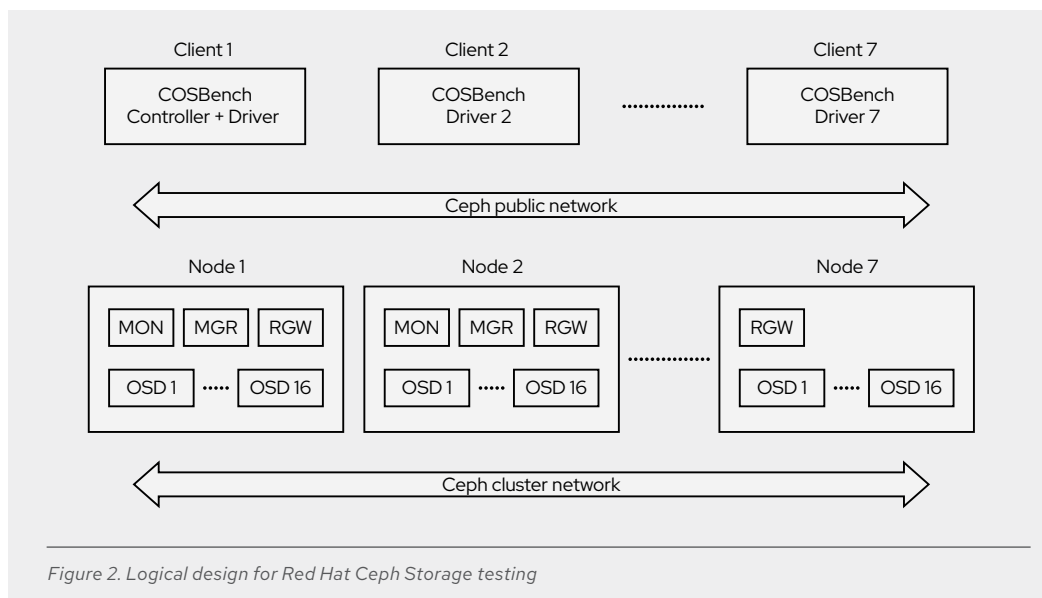 Client 1
Client 2
Client 7
COSBench
Controller + Driver
COSBench
Driver 2
COSBench
Driver 7
Ceph public network
Node 1
Node 2
Node 7
MON
MGR
RGW
MON
MGR
RGW
RGW
OSD 1
OSD 16
OSD 1
OSD 16
OSD 1
OSD 16
Ceph cluster network
Figure 2. Logical design for Red Hat Ceph Storage testing